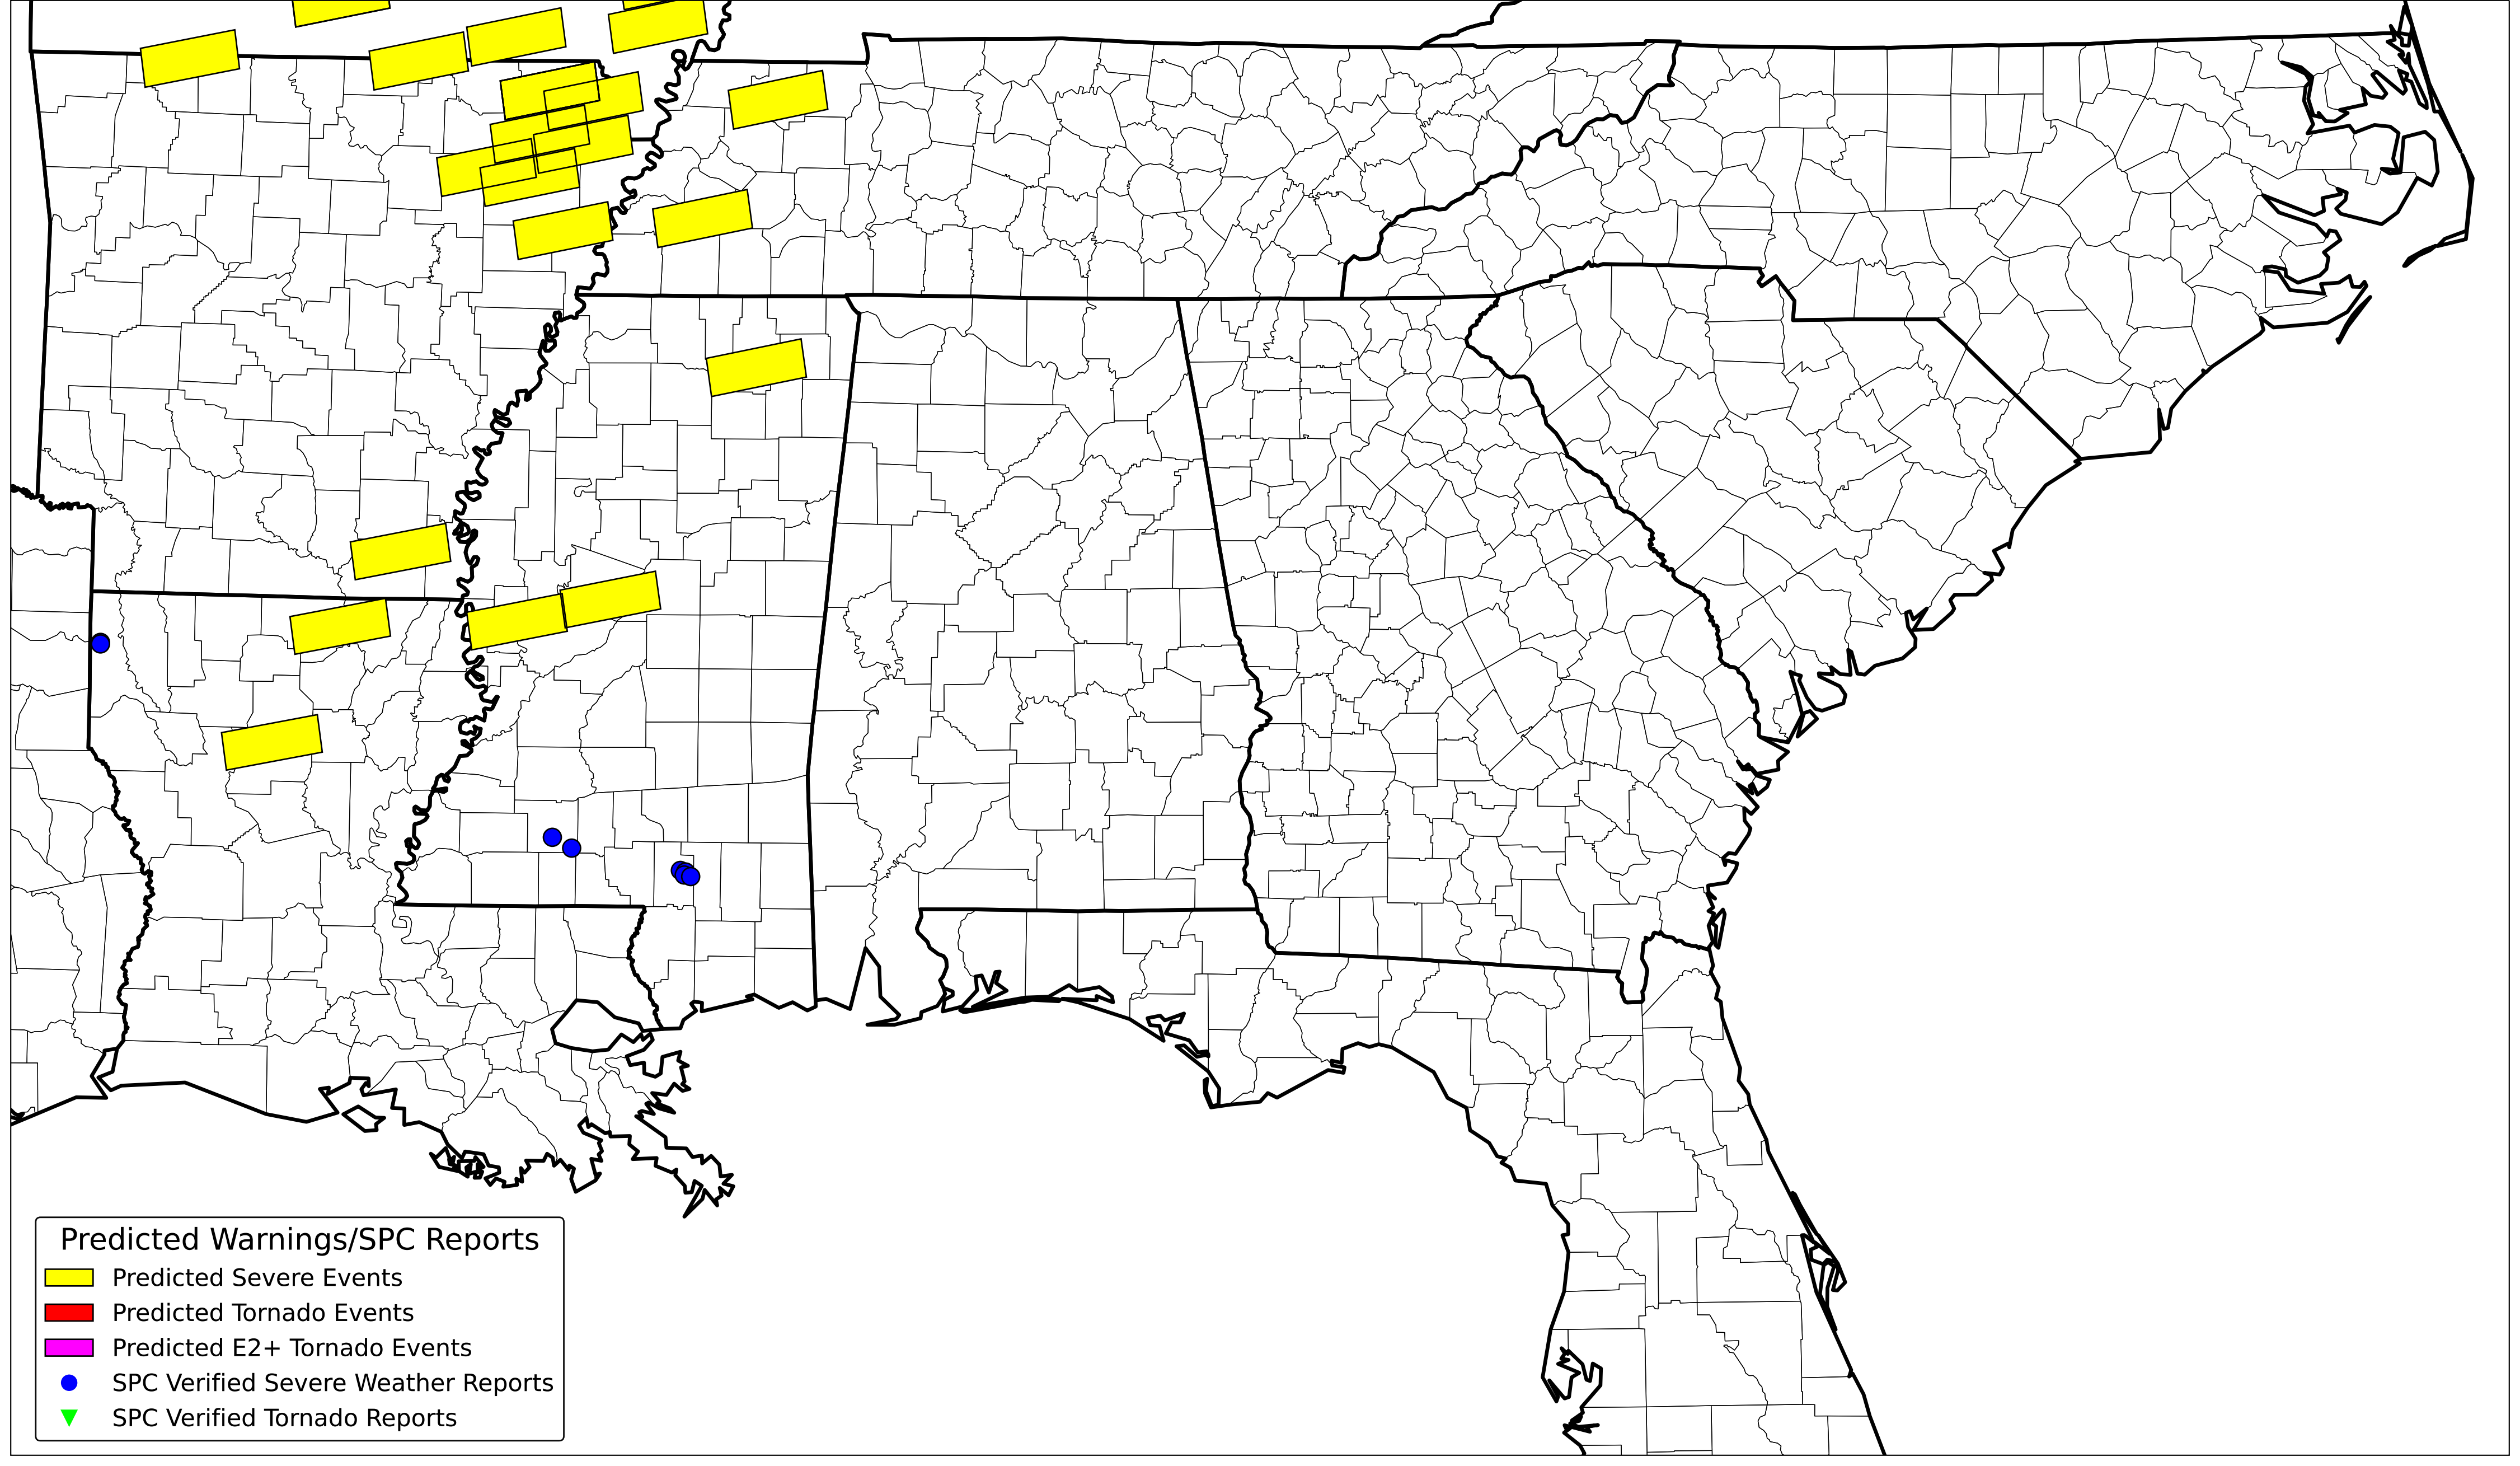 Predicted Warnings/SPC Reports
Predicted Severe Events
Predicted Tornado Events
Predicted E2+ Tornado Events
SPC Verified Severe Weather Reports
SPC Verified Tornado Reports